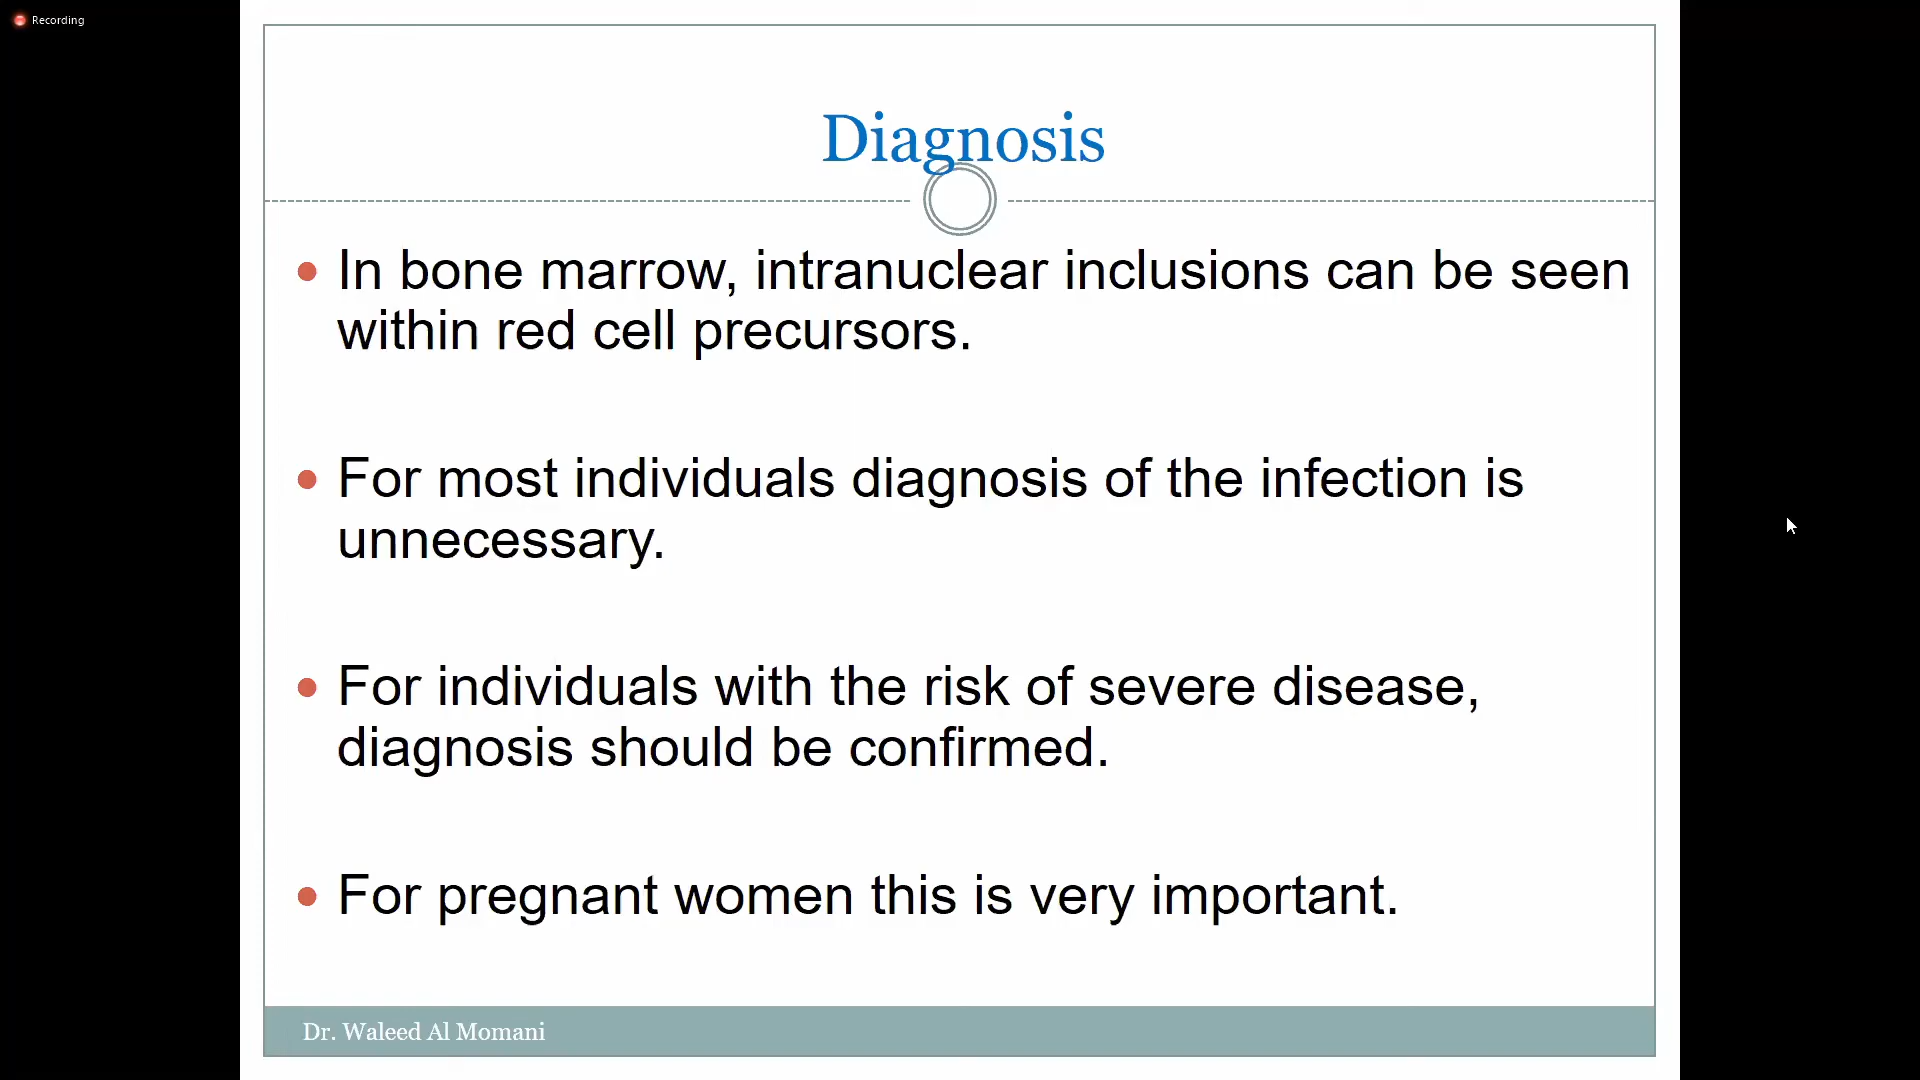 Recording
Diagnosis
• In bone marrow, intranuclear inclusions can be seen
within red cell precursors.
• For most individuals diagnosis of the infection is
unnecessary.
• For individuals with the risk of severe disease,
diagnosis should be confirmed.
• For pregnant women this is very important.
Dr. Waleed Al Momani